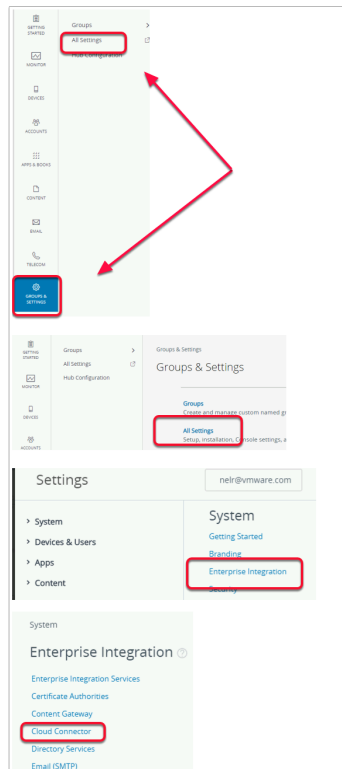 GETTING
STARTED
Groups
All Settings
Hub Configuration
MONITOR
DEVICES
ACCOUNTS
APPS & BOOKS
CONTENT
EMAIL
TELECOM
GROUPS &
SETTINGS
GETTING
STARTED
Groups
All Settings
Hub Configuration
MONITOR
DEVICES
ACCOUNTS
Groups & Settings
Groups & Settings
Groups
Create and manage custom named gr
All Settings
Setup, installation, Console settings, a
Settings
nelr@vmware.com
> System
> Devices & Users
> Apps
> Content
System
Getting Started
Branding
Enterprise Integration
Security
System
Enterprise Integration
Enterprise Integration Services
Certificate Authorities
Content Gateway
Cloud Connector
Directory Services
Email (SMTP)